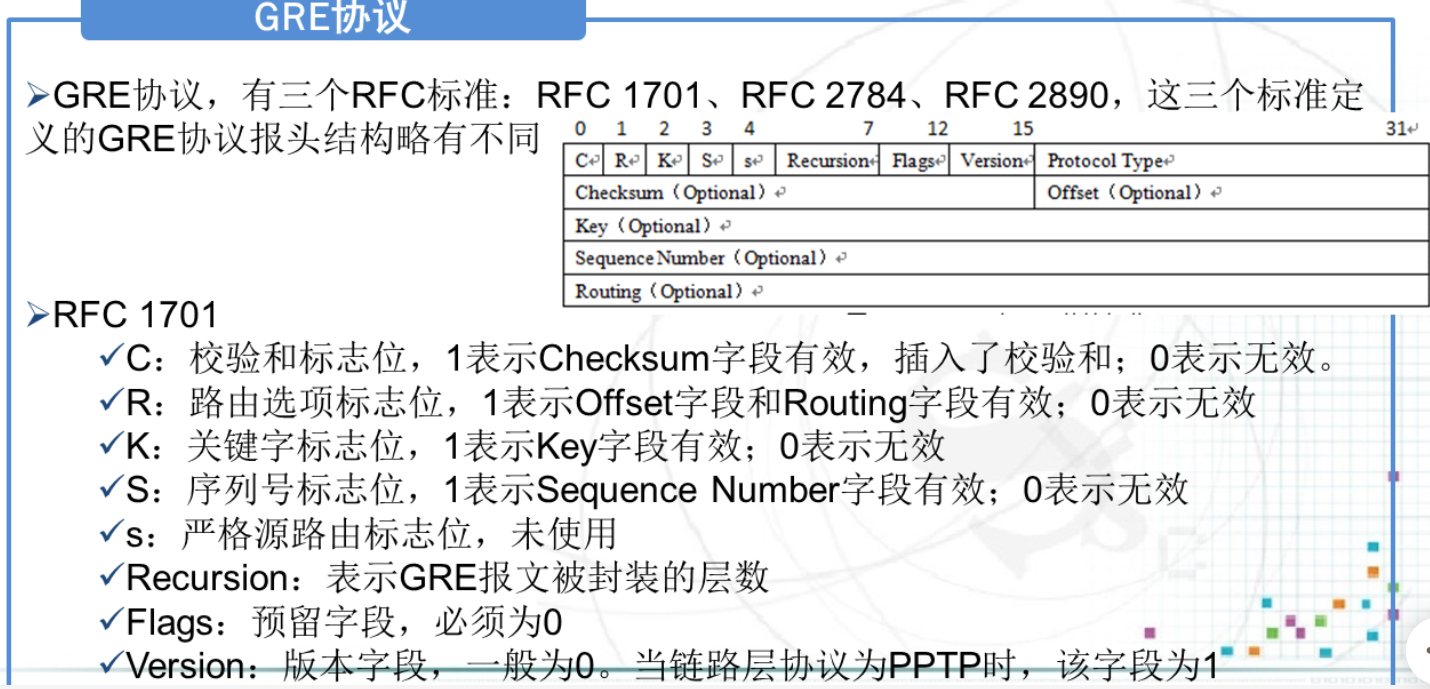 GRE协议
➢GRE协议，有三个RFC标准：RFC 1701、RFC 2784、RFC 2890，这三个标准定
义的GRE协议报头结构略有不同
0 1 2 3 4 7 12 15 31
C R K S s Recursion Flags Version Protocol Type
Checksum（Optional） Offset（Optional）
Key（Optional）
Sequence Number（Optional）
Routing（Optional）
➢RFC 1701
✓C：校验和标志位，1表示Checksum字段有效，插入了校验和；0表示无效。
✓R：路由选项标志位，1表示Offset字段和Routing字段有效；0表示无效
✓K：关键字标志位，1表示Key字段有效；0表示无效
✓S：序列号标志位，1表示Sequence Number字段有效；0表示无效
✓s：严格源路由标志位，未使用
✓Recursion：表示GRE报文被封装的层数
✓Flags：预留字段，必须为0
✓Version：版本字段，一般为0。当链路层协议为PPTP时，该字段为1